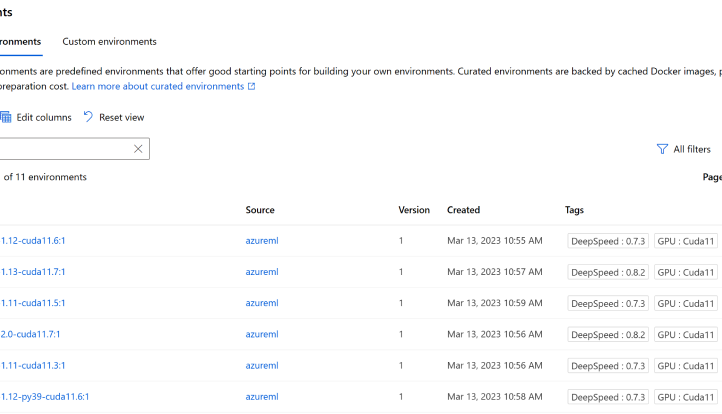 nts
ronments Custom environments
onments are predefined environments that offer good starting points for building your own environments. Curated environments are backed by cached Docker images, p
preparation cost. Learn more about curated environments
Edit columns Reset view
All filters
of 11 environments Page
Source Version Created Tags
1.12-cuda11.6:1 azureml 1 Mar 13, 2023 10:55 AM DeepSpeed : 0.7.3 GPU : Cuda11
1.13-cuda11.7:1 azureml 1 Mar 13, 2023 10:57 AM DeepSpeed : 0.8.2 GPU : Cuda11
1.11-cuda11.5:1 azureml 1 Mar 13, 2023 10:59 AM DeepSpeed : 0.7.3 GPU : Cuda11
2.0-cuda11.7:1 azureml 1 Mar 13, 2023 10:56 AM DeepSpeed : 0.8.2 GPU : Cuda11
1.11-cuda11.3:1 azureml 1 Mar 13, 2023 10:56 AM DeepSpeed : 0.7.3 GPU : Cuda11
1.12-py39-cuda11.6:1 azureml 1 Mar 13, 2023 10:58 AM DeepSpeed : 0.7.3 GPU : Cuda11